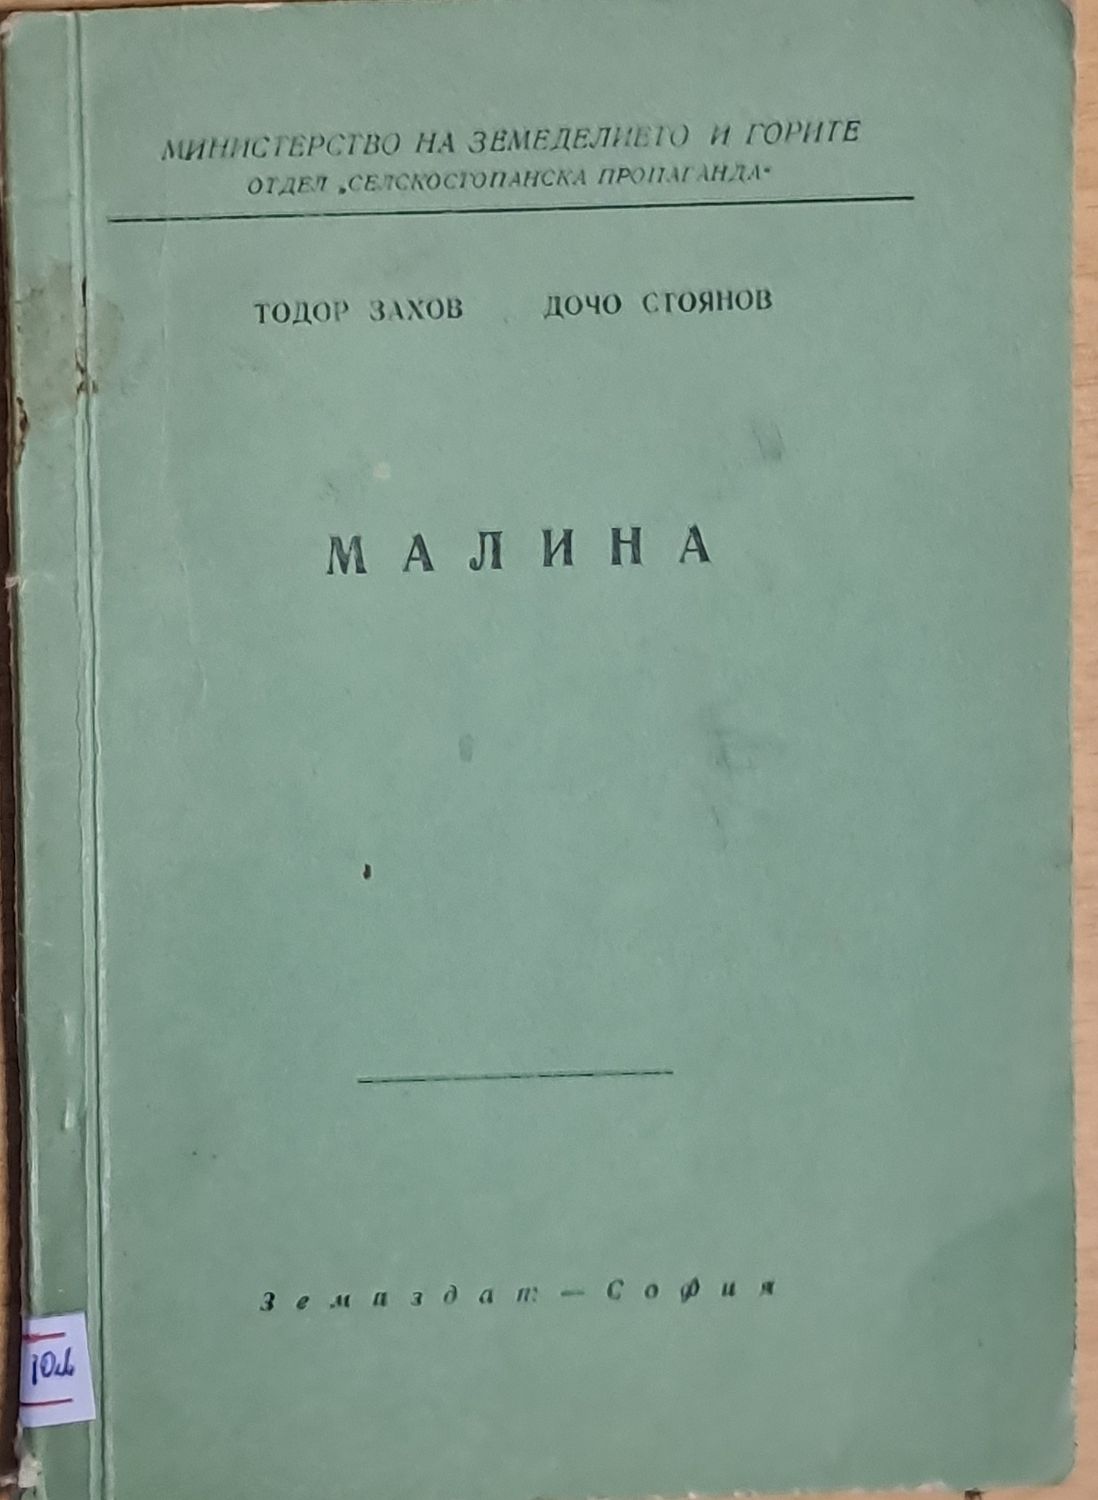 МИНИСТЕРСТВО НА ЗЕМЕДЕЛИЕТО И ГОРИТЕ
ОТДЕЛ „СЕЛСКОСТОПАНСКА ПРОПАГАНДА“
ТОДОР ЗАХОВ ДОЧО СТОЯНОВ
МАЛИНА
Земиздат — София